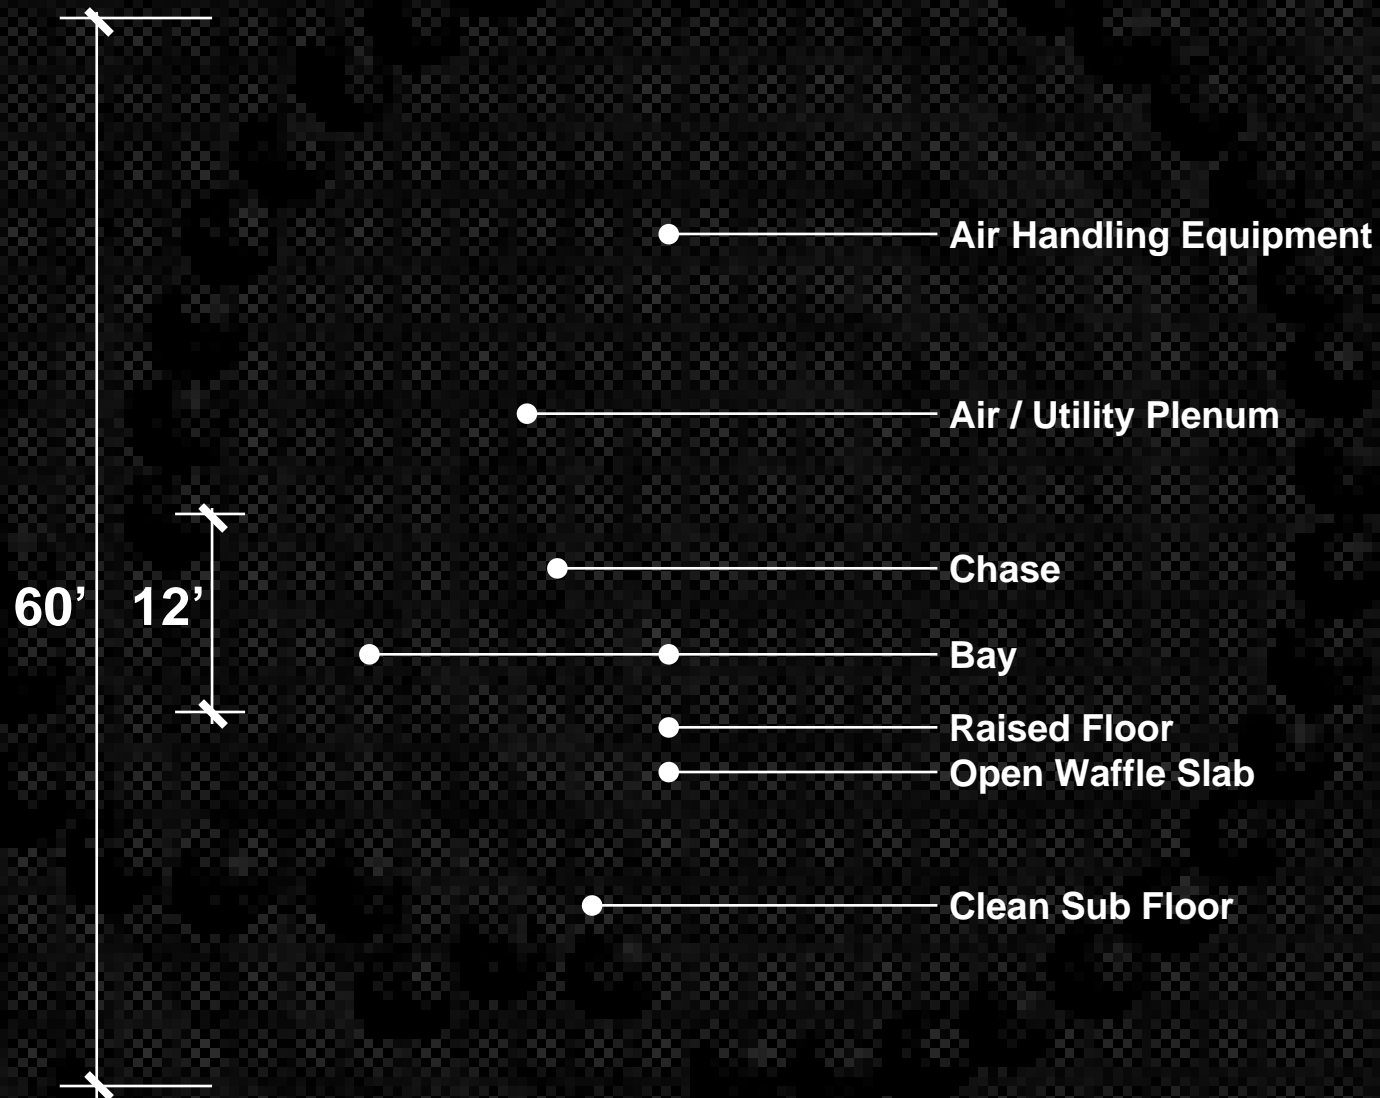 Air Handling Equipment
Air / Utility Plenum
Chase
60’ 12’
Bay
Raised Floor
Open Waffle Slab
Clean Sub Floor